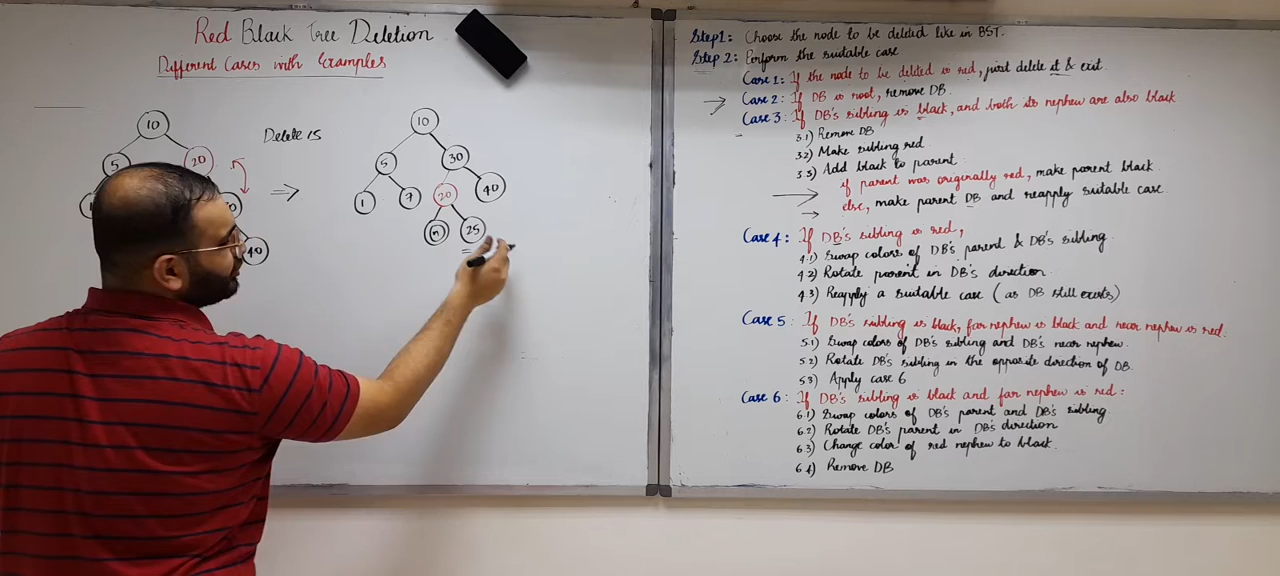 Red Black Tree Deletion
Different Cases with Examples
10
5
20
40
Delete 15
10
5
30
1
7
20
40
n
25
Step1: Choose the node to be deleted like in BST.
Step 2: Perform the suitable case
Case 1: If the node to be deleted is red, just delete it & exit.
Case 2: If DB is root, remove DB.
Case 3: If DB's sibling is black, and both its nephew are also black
3.1) Remove DB
3.2) Make sibling red
3.3) Add black to parent.
if parent was originally red, make parent black.
else, make parent DB and reapply suitable case.
Case 4: If DB's sibling is red,
4.1) Swap colors of DB's parent & DB's sibling.
4.2) Rotate parent in DB's direction.
4.3) Reapply a suitable case (as DB still exists)
Case 5: If DB's sibling is black, far nephew is black and near nephew is red.
5.1) Swap colors of DB's sibling and DB's near nephew.
5.2) Rotate DB's sibling in the opposite direction of DB.
5.3) Apply case 6
Case 6: If DB's sibling is black and far nephew is red:
6.1) Swap colors of DB's parent and DB's sibling
6.2) Rotate DB's parent in DB's direction
6.3) Change color of red nephew to black.
6.4) Remove DB